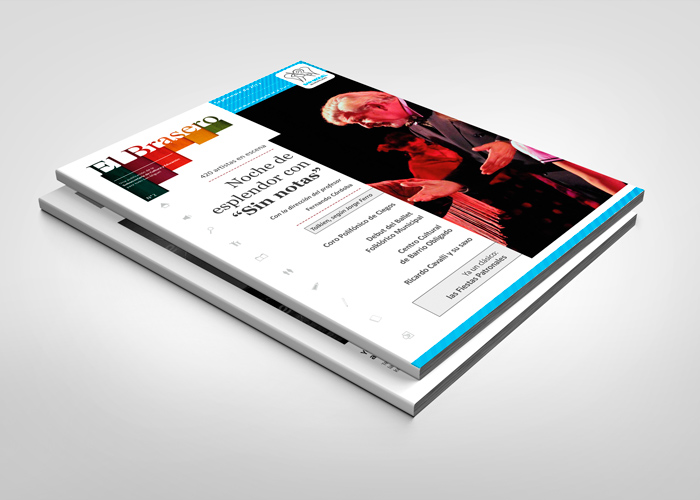 El Brasero
420 artistas en escena
Noche de
esplendor con
“Sin notas”
Con la dirección del profesor
Fernando Córdoba
Tolkien, según Jorge Ferro
Coro Polifónico de Ciegos
Debut del Ballet
Folklórico Municipal
Centro Cultural
de Barrio Obligado
Ricardo Cavalli y su saxo
Ya un clásico:
las Fiestas Patronales